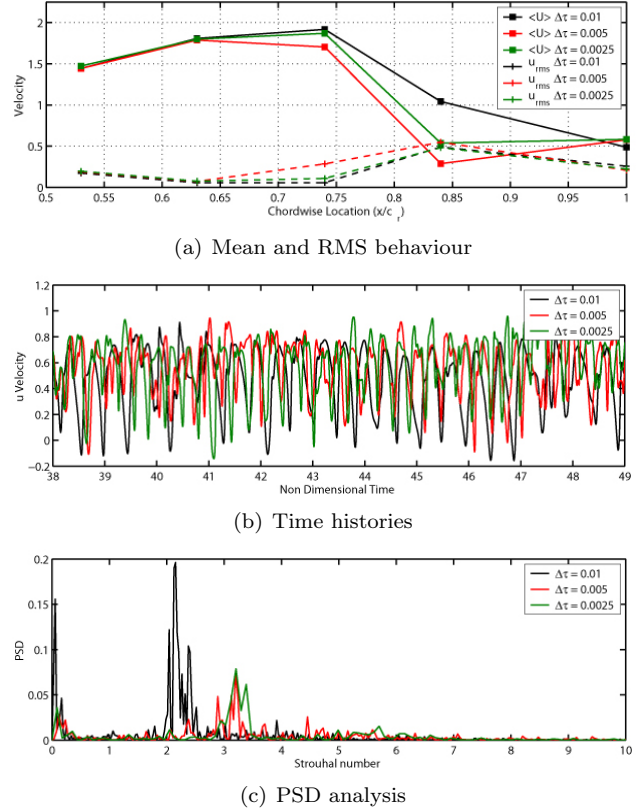 2
1.5
1
0.5
0
Velocity
<U> Δτ = 0.01
<U> Δτ = 0.005
<U> Δτ = 0.0025
u_rms Δτ = 0.01
u_rms Δτ = 0.005
u_rms Δτ = 0.0025
0.5 0.55 0.6 0.65 0.7 0.75 0.8 0.85 0.9 0.95 1
Chordwise Location (x/c_r)
(a) Mean and RMS behaviour
1.2
1.0
0.8
0.6
0.4
0.2
0
−0.2
u Velocity
Δτ = 0.01
Δτ = 0.005
Δτ = 0.0025
38 39 40 41 42 43 44 45 46 47 48 49
Non Dimensional Time
(b) Time histories
0.2
0.15
0.1
0.05
0
PSD
Δτ = 0.01
Δτ = 0.005
Δτ = 0.0025
0 1 2 3 4 5 6 7 8 9 10
Strouhal number
(c) PSD analysis